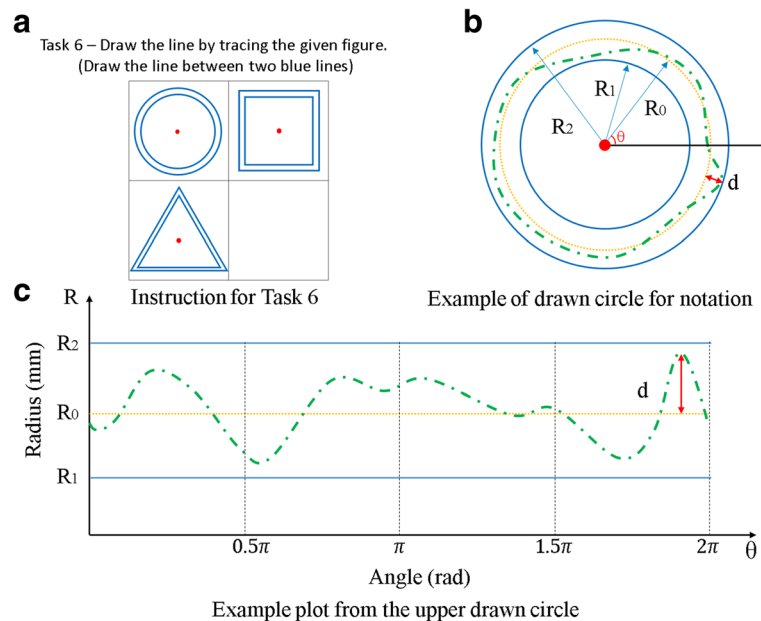 a
Task 6 – Draw the line by tracing the given figure.
(Draw the line between two blue lines)
Instruction for Task 6
b
R1
R0
R2
θ
d
Example of drawn circle for notation
c
R
R2
R0
R1
Radius (mm)
d
0.5π
π
1.5π
2π
θ
Angle (rad)
Example plot from the upper drawn circle